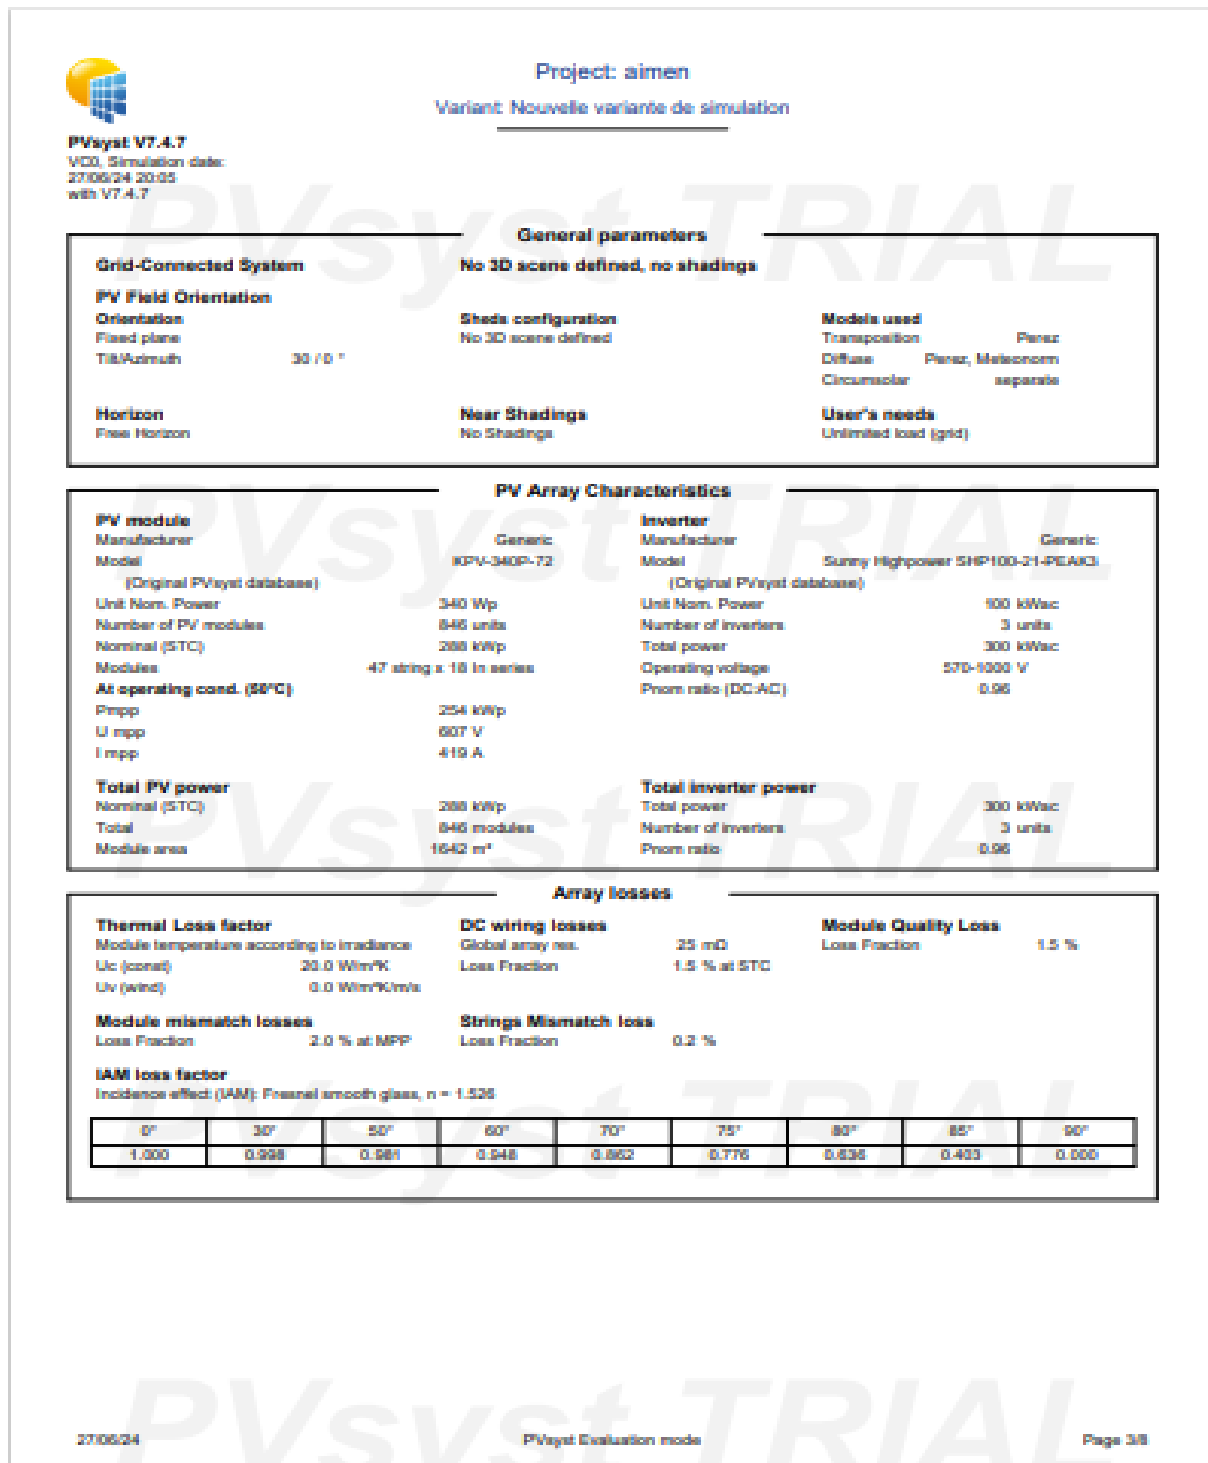 Project: aimen
Variant: Nouvelle variante de simulation
PVsyst V7.4.7
VC0, Simulation date:
27/06/24 20:05
with V7.4.7
PVsyst TRIAL
General parameters
Grid-Connected System No 3D scene defined, no shadings
PV Field Orientation
Orientation Sheds configuration Models used
Fixed plane No 3D scene defined Transposition Perez
Tilt/Azimuth 30 / 0 ° Diffuse Perez, Meteonorm
Circumsolar separate
Horizon Near Shadings User's needs
Free Horizon No Shadings Unlimited load (grid)
PVsyst TRIAL
PV Array Characteristics
PV module Inverter
Manufacturer Generic Manufacturer Generic
Model KPV-340P-72 Model Sunny Highpower SHP100-21-PEAK3
(Original PVsyst database) (Original PVsyst database)
Unit Nom. Power 340 Wp Unit Nom. Power 100 kWac
Number of PV modules 846 units Number of inverters 3 units
Nominal (STC) 288 kWp Total power 300 kWac
Modules 47 string x 18 In series Operating voltage 570-1000 V
At operating cond. (50°C) Pnom ratio (DC:AC) 0.96
Pmpp 254 kWp
U mpp 607 V
I mpp 419 A
PVsyst TRIAL
Total PV power Total inverter power
Nominal (STC) 288 kWp Total power 300 kWac
Total 846 modules Number of inverters 3 units
Module area 1642 m² Pnom ratio 0.96
Array losses
Thermal Loss factor DC wiring losses Module Quality Loss
Module temperature according to irradiance Global array res. 25 mΩ Loss Fraction 1.5 %
Uc (const) 20.0 W/m²K Loss Fraction 1.5 % at STC
Uv (wind) 0.0 W/m²K/m/s
Module mismatch losses Strings Mismatch loss
Loss Fraction 2.0 % at MPP Loss Fraction 0.2 %
IAM loss factor
Incidence effect (IAM): Fresnel smooth glass, n = 1.526
PVsyst TRIAL
0° 30° 50° 60° 70° 75° 80° 85° 90°
1.000 0.998 0.981 0.948 0.862 0.776 0.636 0.403 0.000
PVsyst TRIAL
27/06/24 PVsyst Evaluation mode Page 3/8